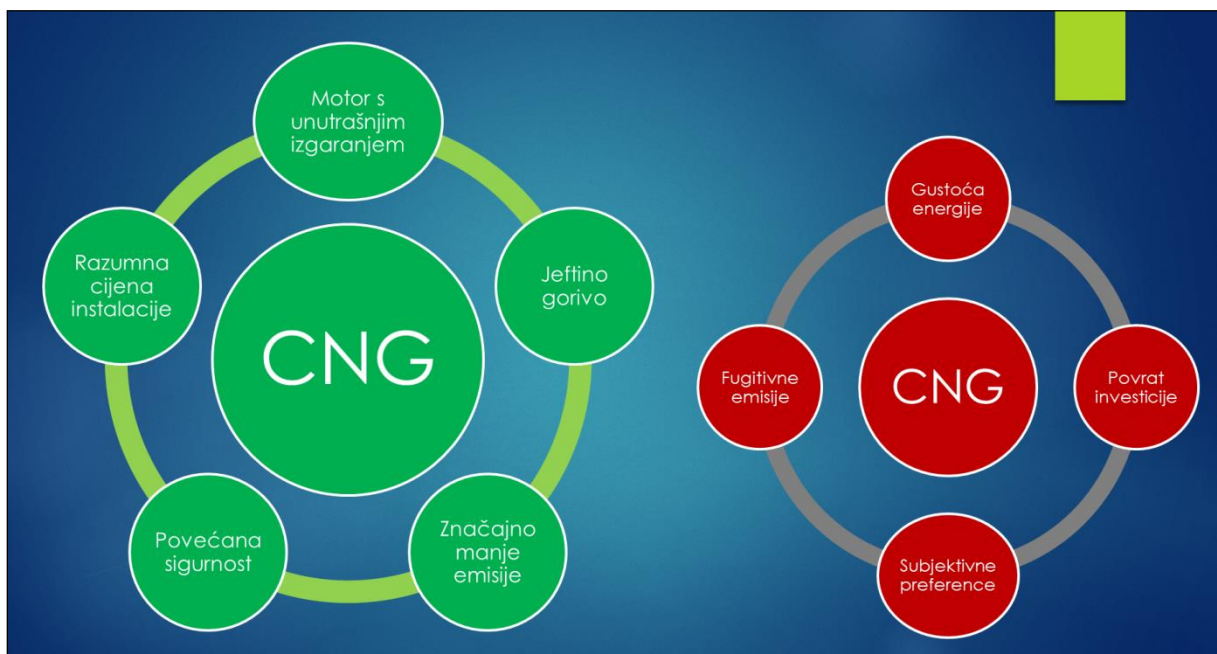 Motor s
unutrašnjim
izgaranjem
Jeftino
gorivo
Značajno
manje
emisije
Povećana
sigurnost
Razumna
cijena
instalacije
CNG
Gustoća
energije
Povrat
investicije
Subjektivne
preference
Fugitivne
emisije
CNG